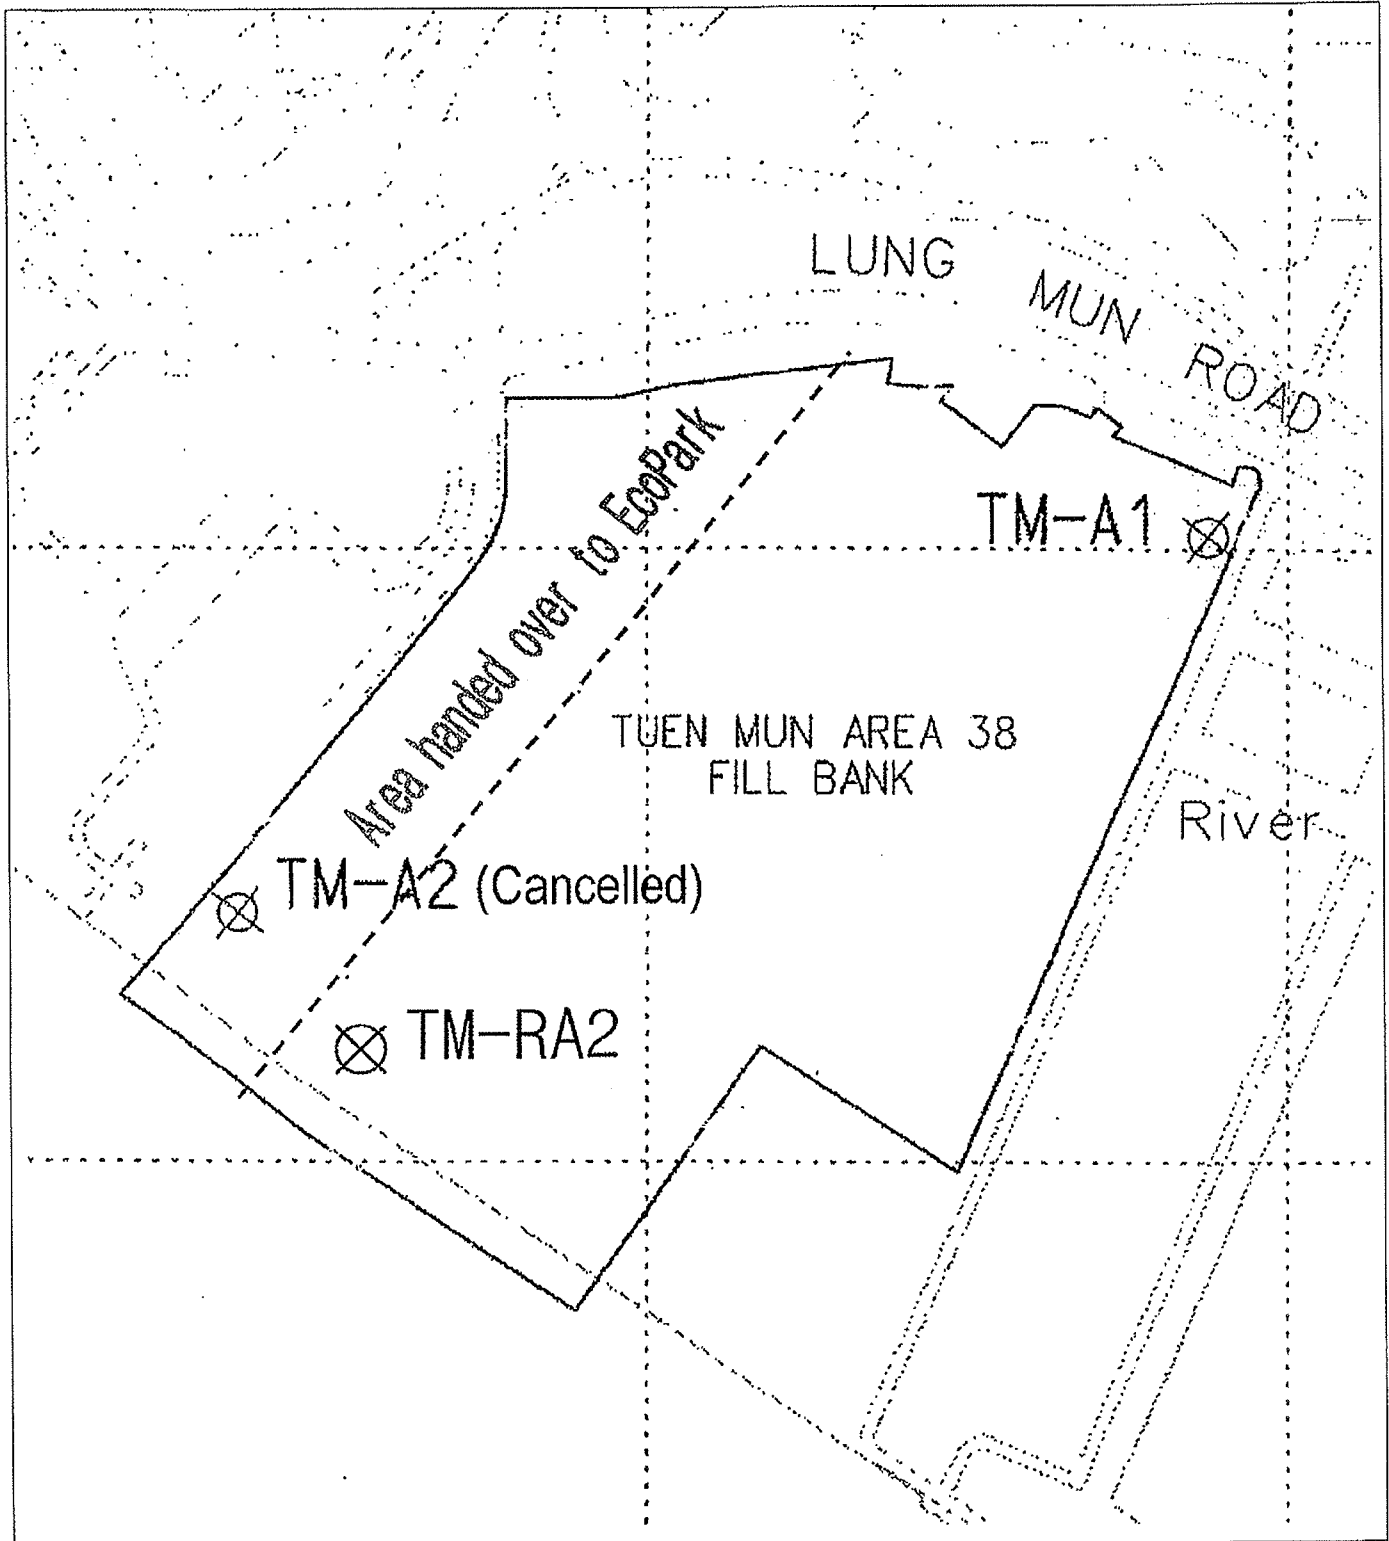 LUNG MUN ROAD
Area handed over to EcoPark
TM-A1
TUEN MUN AREA 38
FILL BANK
River
TM-A2 (Cancelled)
TM-RA2